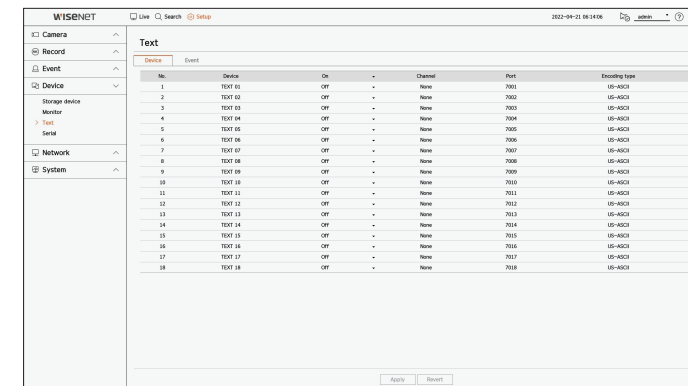 WISENET Live Search Setup 2022-04-21 06:14:06 admin ?
Camera
Record
Event
Device
Storage device
Monitor
> Text
Serial
Network
System
Text
Device Event
No. Device On Channel Port Encoding type
1 TEXT 01 Off None 7001 US-ASCII
2 TEXT 02 Off None 7002 US-ASCII
3 TEXT 03 Off None 7003 US-ASCII
4 TEXT 04 Off None 7004 US-ASCII
5 TEXT 05 Off None 7005 US-ASCII
6 TEXT 06 Off None 7006 US-ASCII
7 TEXT 07 Off None 7007 US-ASCII
8 TEXT 08 Off None 7008 US-ASCII
9 TEXT 09 Off None 7009 US-ASCII
10 TEXT 10 Off None 7010 US-ASCII
11 TEXT 11 Off None 7011 US-ASCII
12 TEXT 12 Off None 7012 US-ASCII
13 TEXT 13 Off None 7013 US-ASCII
14 TEXT 14 Off None 7014 US-ASCII
15 TEXT 15 Off None 7015 US-ASCII
16 TEXT 16 Off None 7016 US-ASCII
17 TEXT 17 Off None 7017 US-ASCII
18 TEXT 18 Off None 7018 US-ASCII
Apply Revert